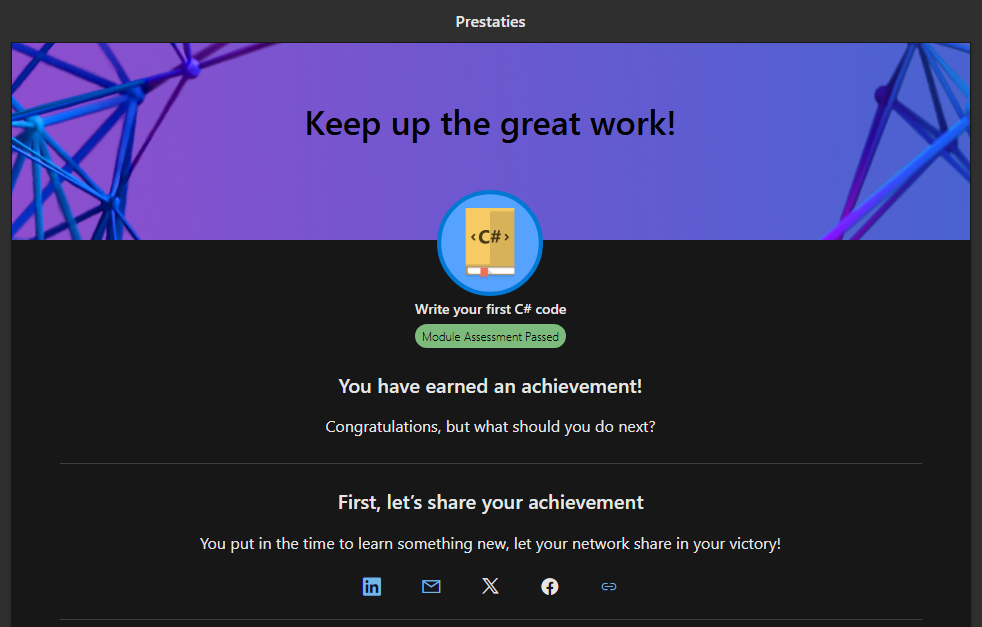 Prestaties
Keep up the great work!
‹C#›
Write your first C# code
Module Assessment Passed
You have earned an achievement!
Congratulations, but what should you do next?
First, let’s share your achievement
You put in the time to learn something new, let your network share in your victory!
in